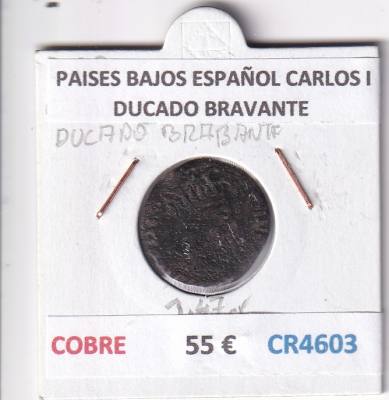 PAISES BAJOS ESPAÑOL CARLOS I
DUCADO BRAVANTE
DUCADO BRABANTE
COBRE 55 € CR4603